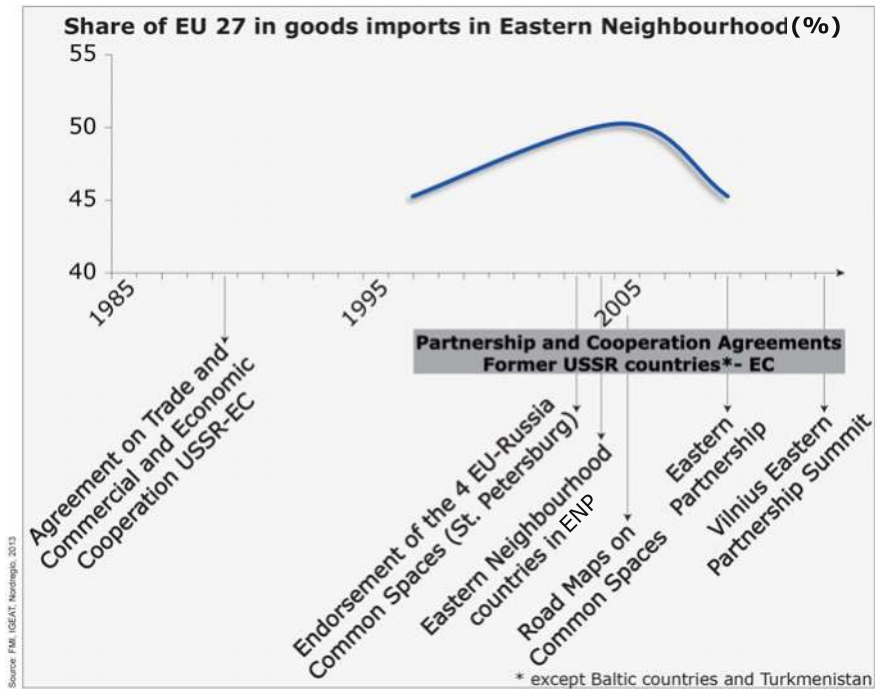 Share of EU 27 in goods imports in Eastern Neighbourhood(%)
55
50
45
40
1985
1995
2005
Partnership and Cooperation Agreements
Former USSR countries*- EC
Agreement on Trade and
Commercial and Economic
Cooperation USSR-EC
Endorsement of the 4 EU-Russia
Common Spaces (St. Petersburg)
Eastern Neighbourhood
countries in ENP
Road Maps on
Common Spaces
Eastern
Partnership
Vilnius Eastern
Partnership Summit
* except Baltic countries and Turkmenistan
Source: FMI, IGEAT, Nordregio, 2013